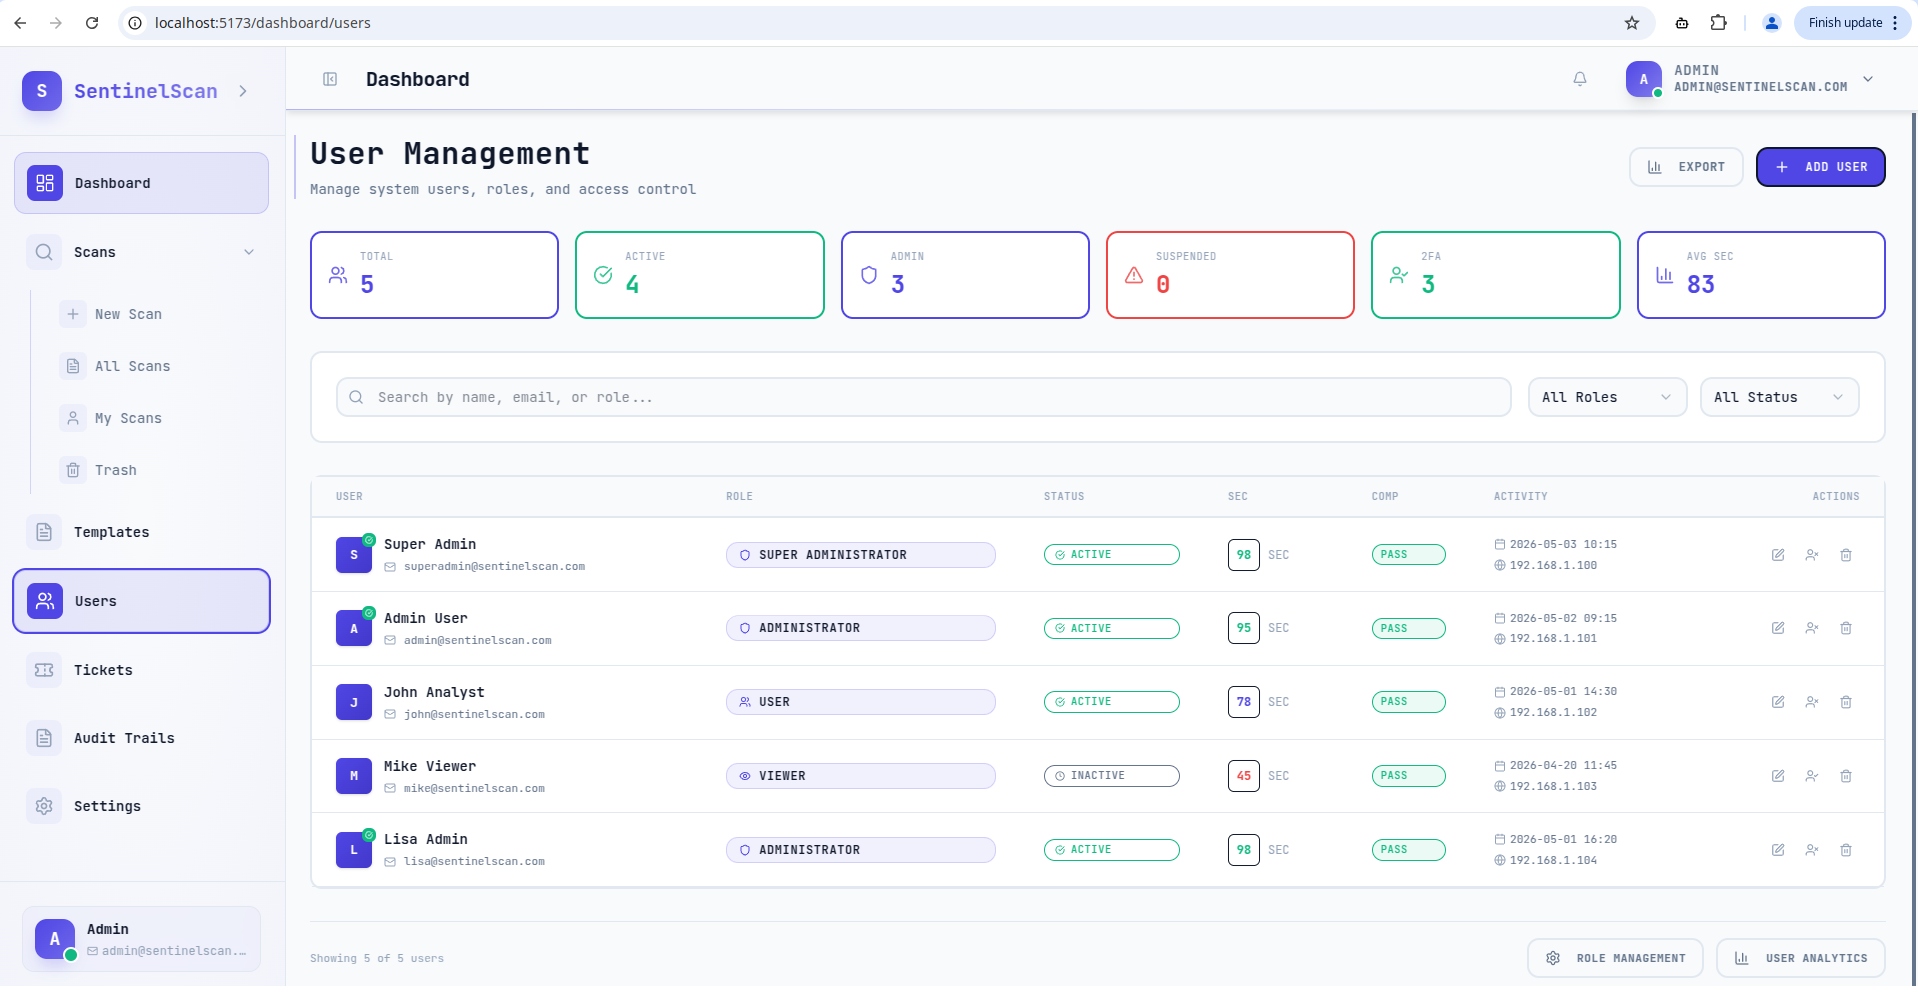 localhost:5173/dashboard/users
Finish update
S SentinelScan
Dashboard
A
ADMIN
ADMIN@SENTINELSCAN.COM
Dashboard
Scans
New Scan
All Scans
My Scans
Trash
Templates
Users
Tickets
Audit Trails
Settings
A
Admin
admin@sentinelscan....
User Management
Manage system users, roles, and access control
EXPORT
ADD USER
TOTAL
5
ACTIVE
4
ADMIN
3
SUSPENDED
0
2FA
3
AVG SEC
83
Search by name, email, or role...
All Roles
All Status
USER ROLE STATUS SEC COMP ACTIVITY ACTIONS
S Super Admin
superadmin@sentinelscan.com
SUPER ADMINISTRATOR
ACTIVE
98 SEC
PASS
2026-05-03 10:15
192.168.1.100
A Admin User
admin@sentinelscan.com
ADMINISTRATOR
ACTIVE
95 SEC
PASS
2026-05-02 09:15
192.168.1.101
J John Analyst
john@sentinelscan.com
USER
ACTIVE
78 SEC
PASS
2026-05-01 14:30
192.168.1.102
M Mike Viewer
mike@sentinelscan.com
VIEWER
INACTIVE
45 SEC
PASS
2026-04-20 11:45
192.168.1.103
L Lisa Admin
lisa@sentinelscan.com
ADMINISTRATOR
ACTIVE
98 SEC
PASS
2026-05-01 16:20
192.168.1.104
Showing 5 of 5 users
ROLE MANAGEMENT
USER ANALYTICS